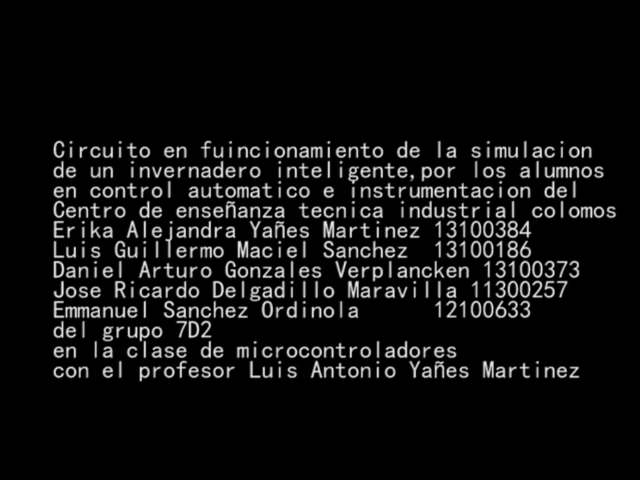 Circuito en fuincionamiento de la simulacion
de un invernadero inteligente,por los alumnos
en control automatico e instrumentacion del
Centro de enseñanza tecnica industrial colomos
Erika Alejandra Yañes Martinez 13100384
Luis Guillermo Maciel Sanchez 13100186
Daniel Arturo Gonzales Verplancken 13100373
Jose Ricardo Delgadillo Maravilla 11300257
Emmanuel Sanchez Ordinola 12100633
del grupo 7D2
en la clase de microcontroladores
con el profesor Luis Antonio Yañes Martinez